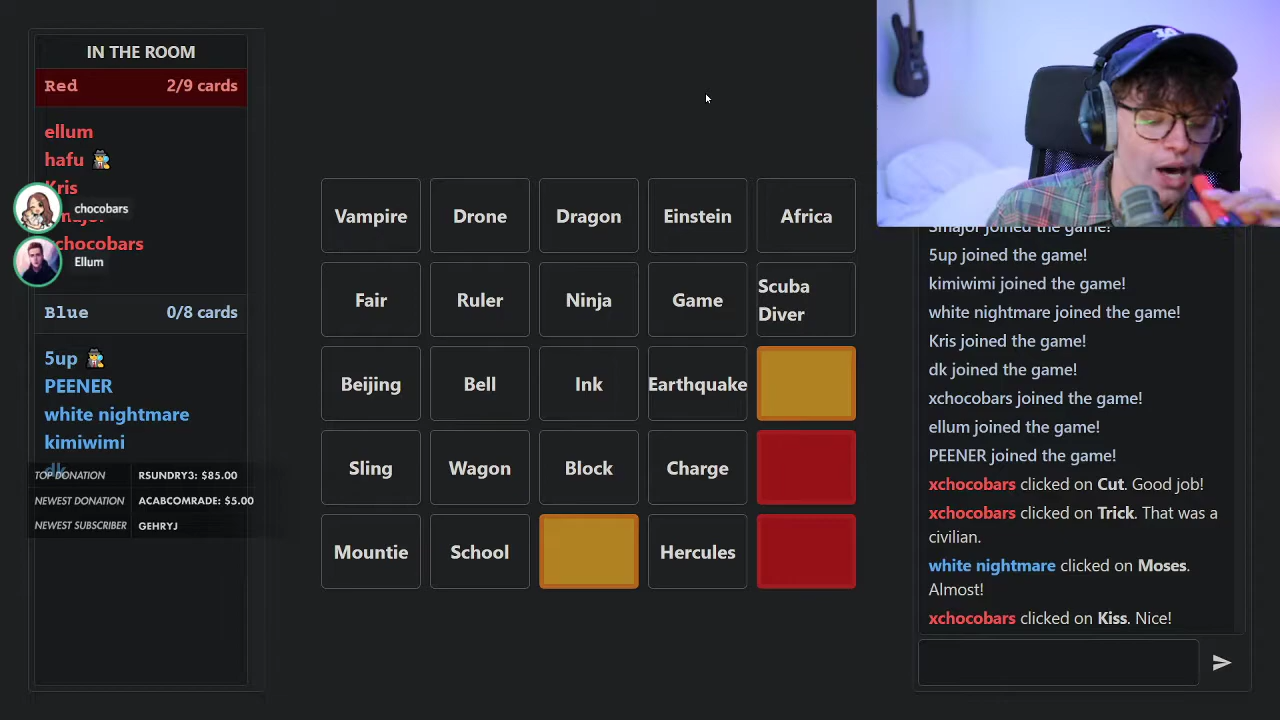 IN THE ROOM
Red 2/9 cards
ellum
hafu
Kris
chocobars
chocobars
Ellum
Blue 0/8 cards
5up
PEENER
white nightmare
kimiwimi
dk
TOP DONATION RSUNDRY3: $85.00
NEWEST DONATION ACABCOMRADE: $5.00
NEWEST SUBSCRIBER GEHRYJ
Vampire Drone Dragon Einstein Africa
Fair Ruler Ninja Game Scuba
Diver
Beijing Bell Ink Earthquake
Sling Wagon Block Charge
Mountie School Hercules
joined the game!
5up joined the game!
kimiwimi joined the game!
white nightmare joined the game!
Kris joined the game!
dk joined the game!
xchocobars joined the game!
ellum joined the game!
PEENER joined the game!
xchocobars clicked on Cut. Good job!
xchocobars clicked on Trick. That was a
civilian.
white nightmare clicked on Moses.
Almost!
xchocobars clicked on Kiss. Nice!